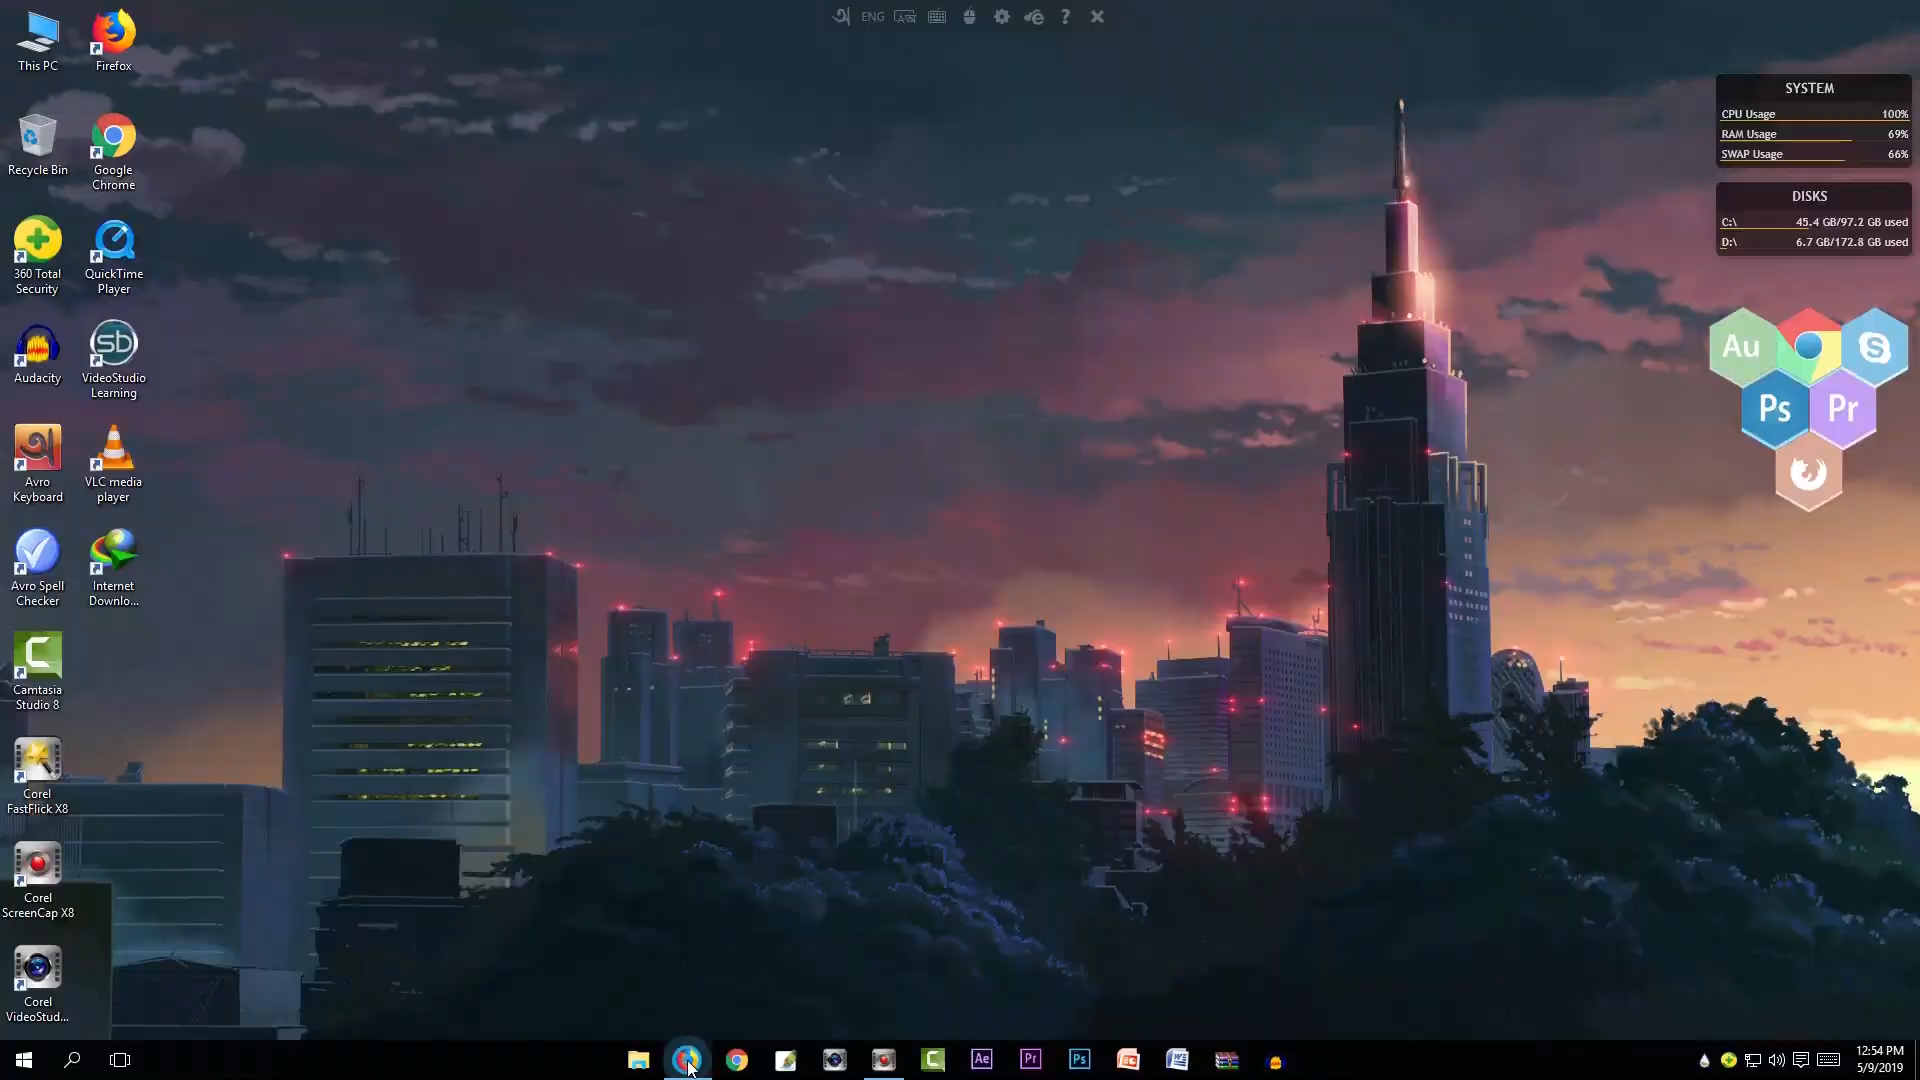 ENG
?
This PC
Firefox
Recycle Bin
Google
Chrome
360 Total
Security
QuickTime
Player
Audacity
sb
VideoStudio
Learning
অ
Avro
Keyboard
VLC media
player
Avro Spell
Checker
Internet
Downlo...
C
Camtasia
Studio 8
Corel
FastFlick X8
Corel
ScreenCap X8
Corel
VideoStud...
SYSTEM
CPU Usage 100%
RAM Usage 69%
SWAP Usage 66%
DISKS
C:\ 45.4 GB/97.2 GB used
D:\ 6.7 GB/172.8 GB used
Au
S
Ps
Pr
C
Ae
Pr
Ps
W
12:54 PM
5/9/2019